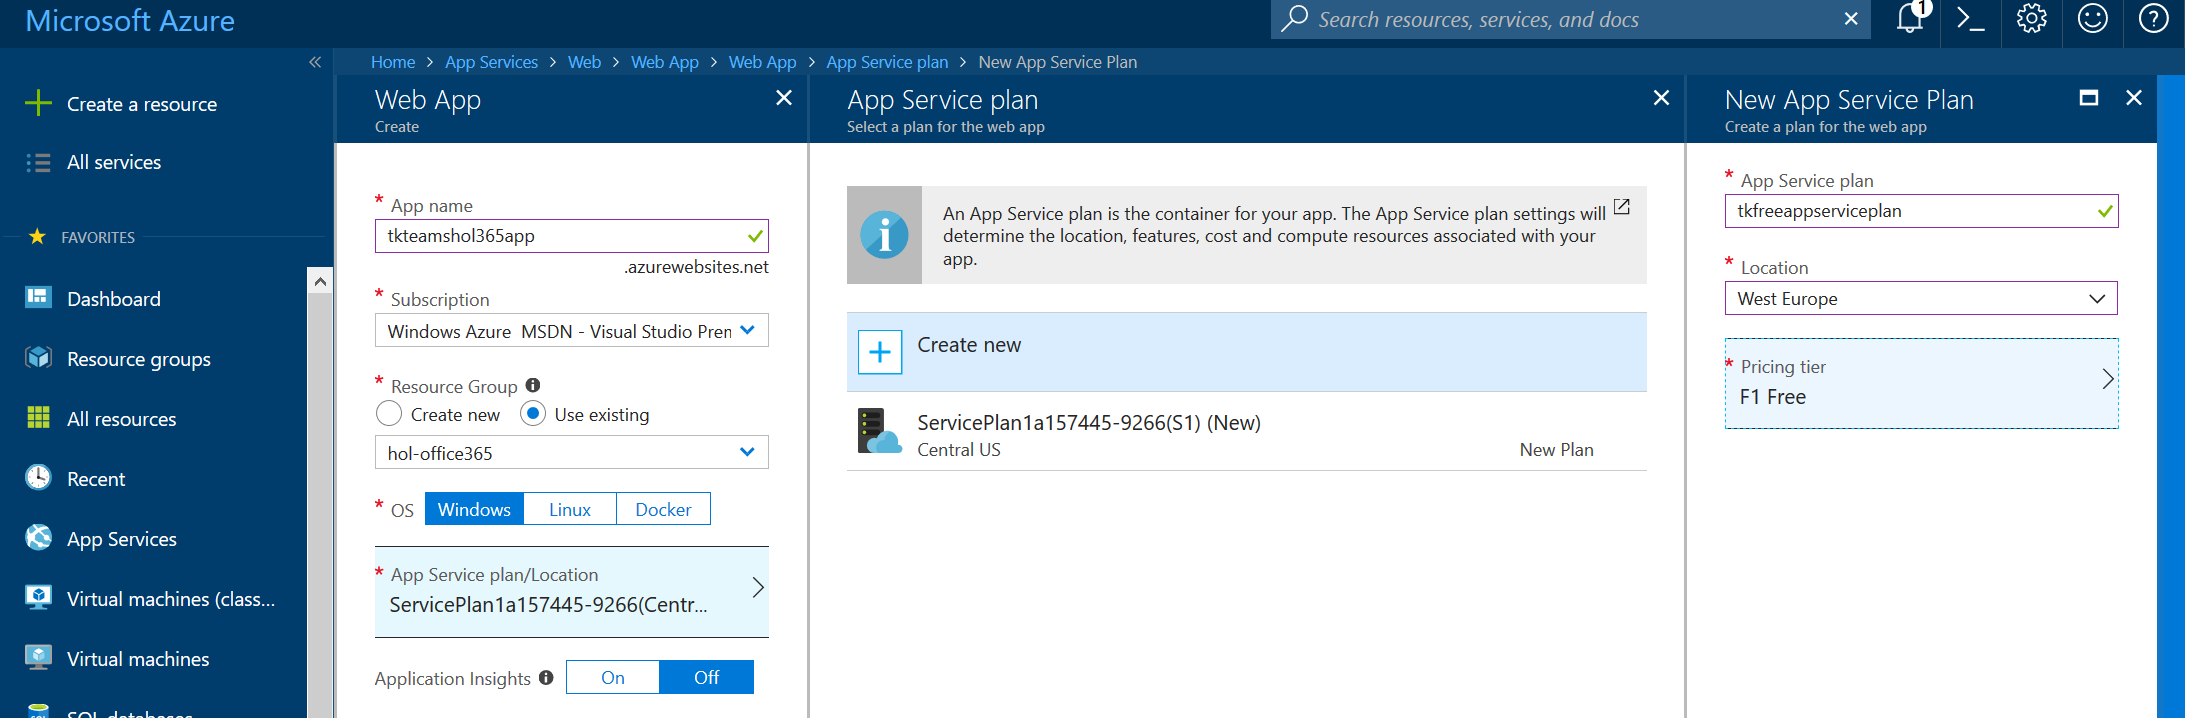 Microsoft Azure
Search resources, services, and docs
1
Home > App Services > Web > Web App > Web App > App Service plan > New App Service Plan
Create a resource
All services
FAVORITES
Dashboard
Resource groups
All resources
Recent
App Services
Virtual machines (class...
Virtual machines
SQL databases
Web App
Create
* App name
tkteamshol365app
.azurewebsites.net
* Subscription
Windows Azure MSDN - Visual Studio Pren
* Resource Group
Create new Use existing
hol-office365
* OS Windows Linux Docker
* App Service plan/Location
ServicePlan1a157445-9266(Centr...
Application Insights On Off
App Service plan
Select a plan for the web app
An App Service plan is the container for your app. The App Service plan settings will
determine the location, features, cost and compute resources associated with your
app.
Create new
ServicePlan1a157445-9266(S1) (New)
Central US
New Plan
New App Service Plan
Create a plan for the web app
* App Service plan
tkfreeappserviceplan
* Location
West Europe
* Pricing tier
F1 Free